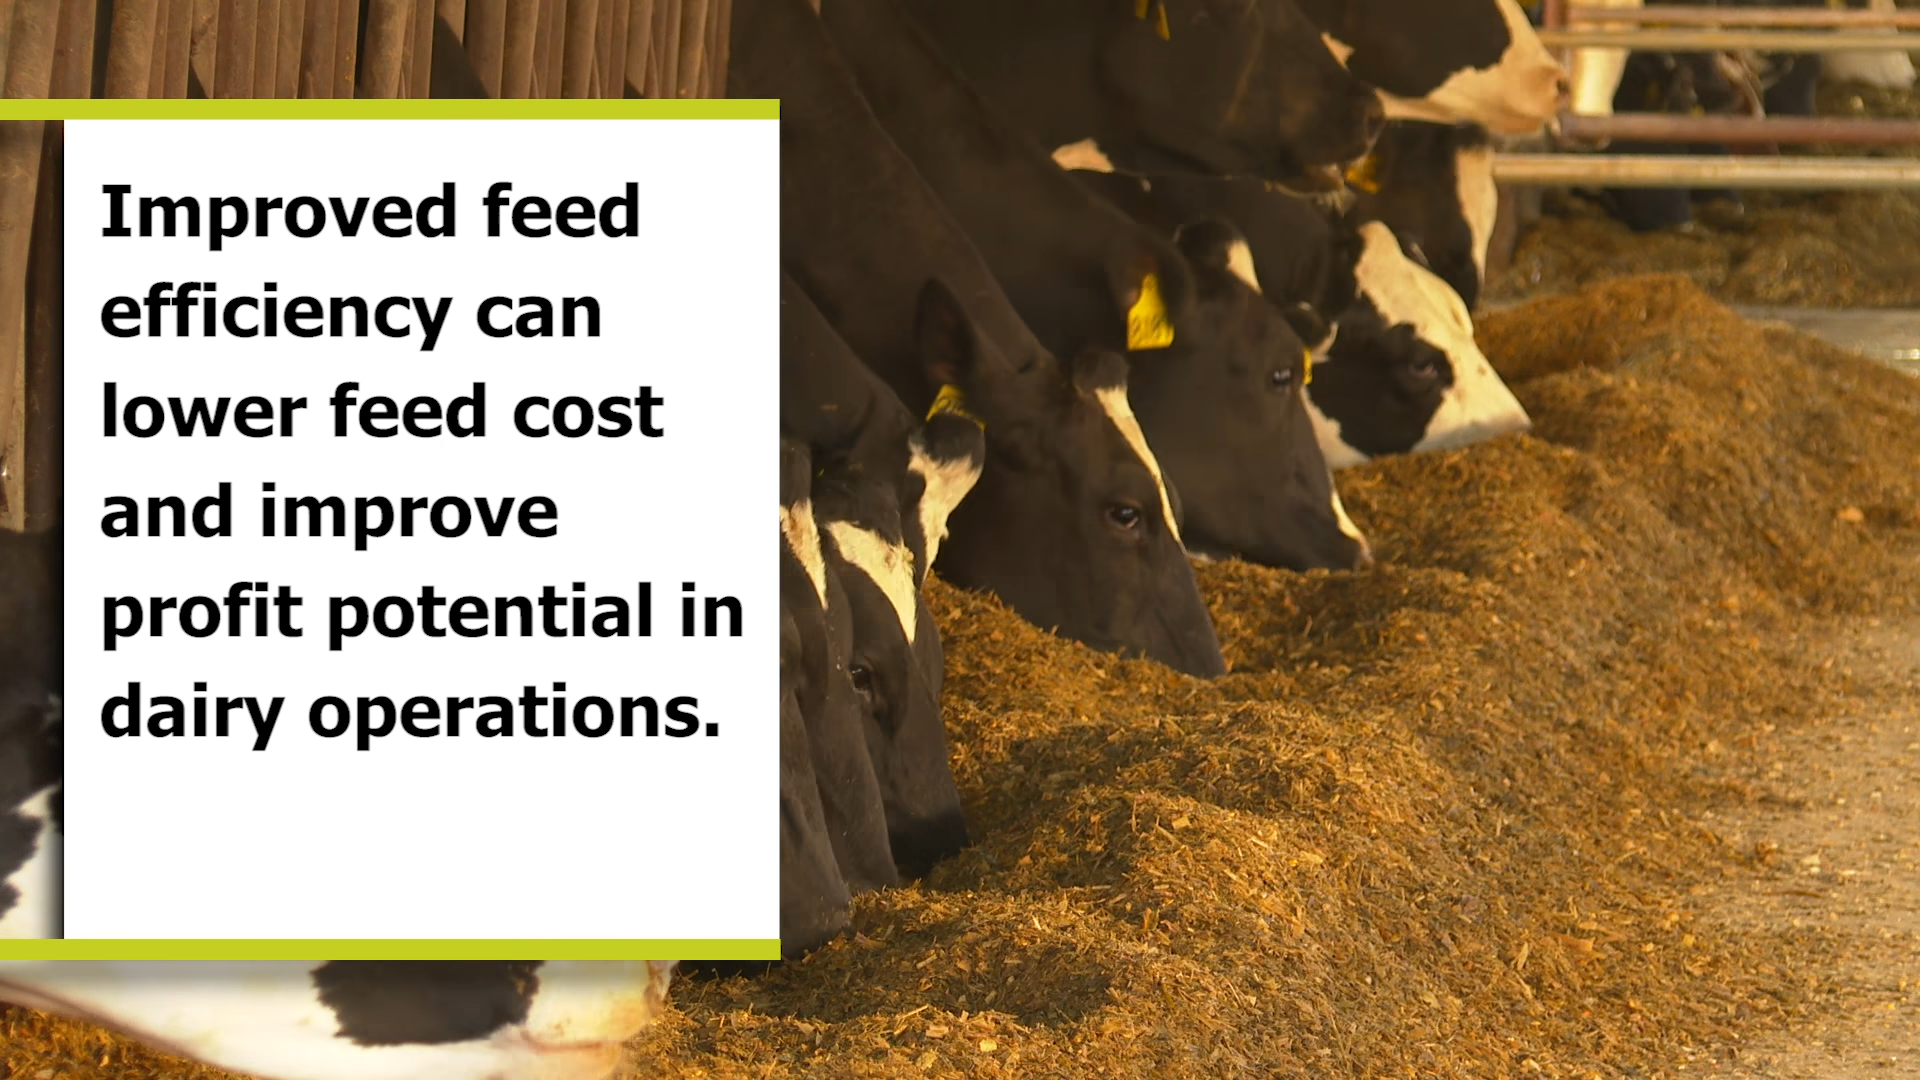 Improved feed
efficiency can
lower feed cost
and improve
profit potential in
dairy operations.